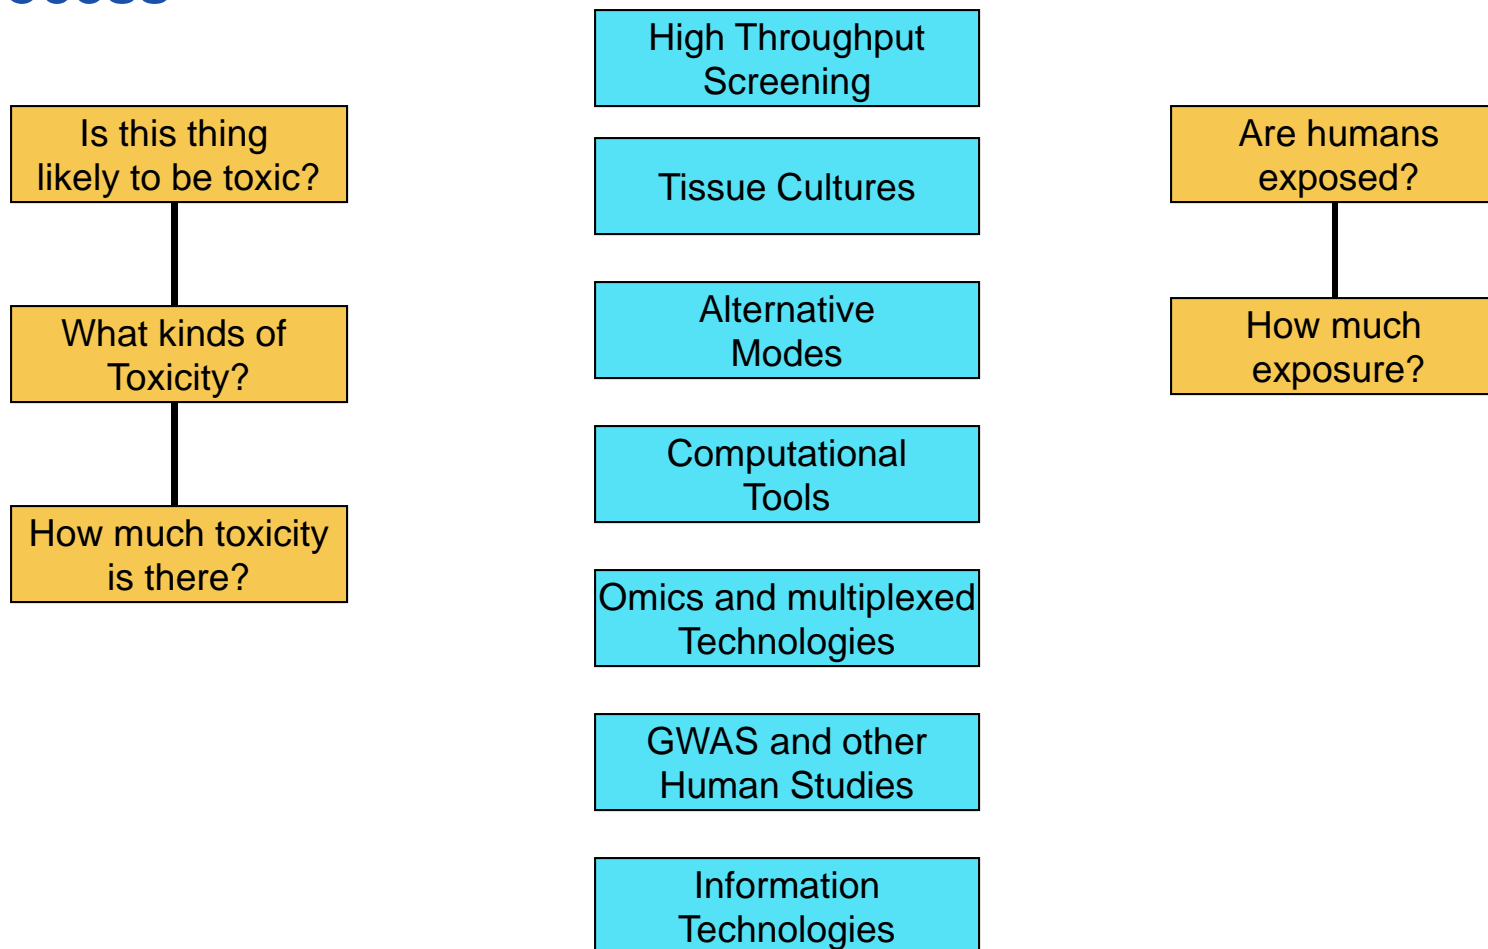 High Throughput
Screening
Is this thing
likely to be toxic?
Are humans
exposed?
Tissue Cultures
Alternative
Modes
What kinds of
Toxicity?
How much
exposure?
Computational
Tools
How much toxicity
is there?
Omics and multiplexed
Technologies
GWAS and other
Human Studies
Information
Technologies